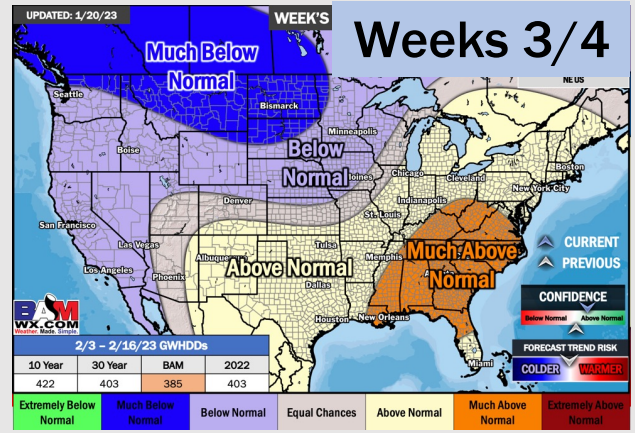 UPDATED: 1/20/23
WEEK'S
Weeks 3/4
Much Below
Normal
NE US
Seattle
Bismarck
Minneapolis
Boise
Below
Normal
oines
Chicago
Cleveland
Boston
New York City
Denver
Indianapolis
St. Louis
San Francisco
Las Vegas
Tulsa
Memphis
Much Above
Normal
CURRENT
PREVIOUS
Los Angeles
Phoenix
Albuquer
Above Normal
Dallas
CONFIDENCE
Below Normal Above Normal
Houston
New Orleans
BAM
WX.COM
Weather. Made. Simple.
FORECAST TREND RISK
COLDER WARMER
Miami
2/3 – 2/16/23 GWHDDs
10 Year 30 Year BAM 2022
422 403 385 403
Extremely Below Normal
Much Below Normal
Below Normal
Equal Chances
Above Normal
Much Above Normal
Extremely Above Normal